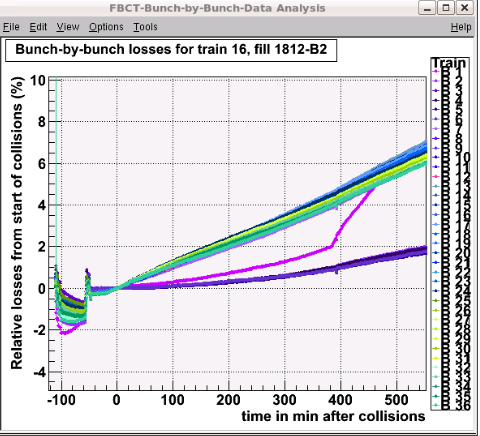 FBCT-Bunch-by-Bunch-Data Analysis
File Edit View Options Tools Help
Bunch-by-bunch losses for train 16, fill 1812-B2
Train
Relative losses from start of collisions (%)
10
8
6
4
2
0
-2
-4
-100 0 100 200 300 400 500
time in min after collisions
B 1
B 2
B 3
B 4
B 5
B 6
B 7
B 8
B 9
B 10
B 11
B 12
B 13
B 14
B 15
B 16
B 17
B 18
B 19
B 20
B 21
B 22
B 23
B 24
B 25
B 26
B 27
B 28
B 29
B 30
B 31
B 32
B 33
B 34
B 35
B 36